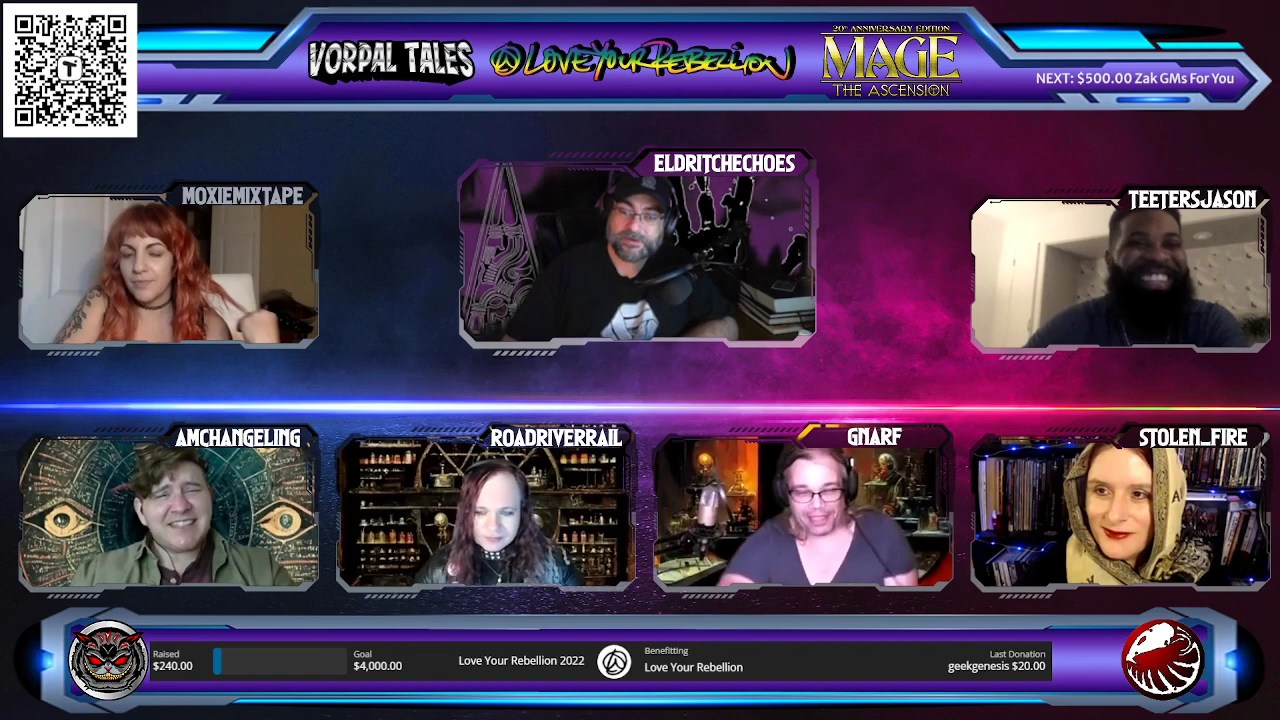 VORPAL TALES
@LOVEYOURREBELLION
20th ANNIVERSARY EDITION
MAGE
THE ASCENSION
NEXT: $500.00 Zak GMs For You
ELDRITCHECHOES
MOXIEMIXTAPE
TEETERSJASON
AMCHANGELING
ROADRIVERRAIL
GNARF
STOLEN_FIRE
Raised
$240.00
Goal
$4,000.00
Love Your Rebellion 2022
Benefitting
Love Your Rebellion
Last Donation
geekgenesis $20.00